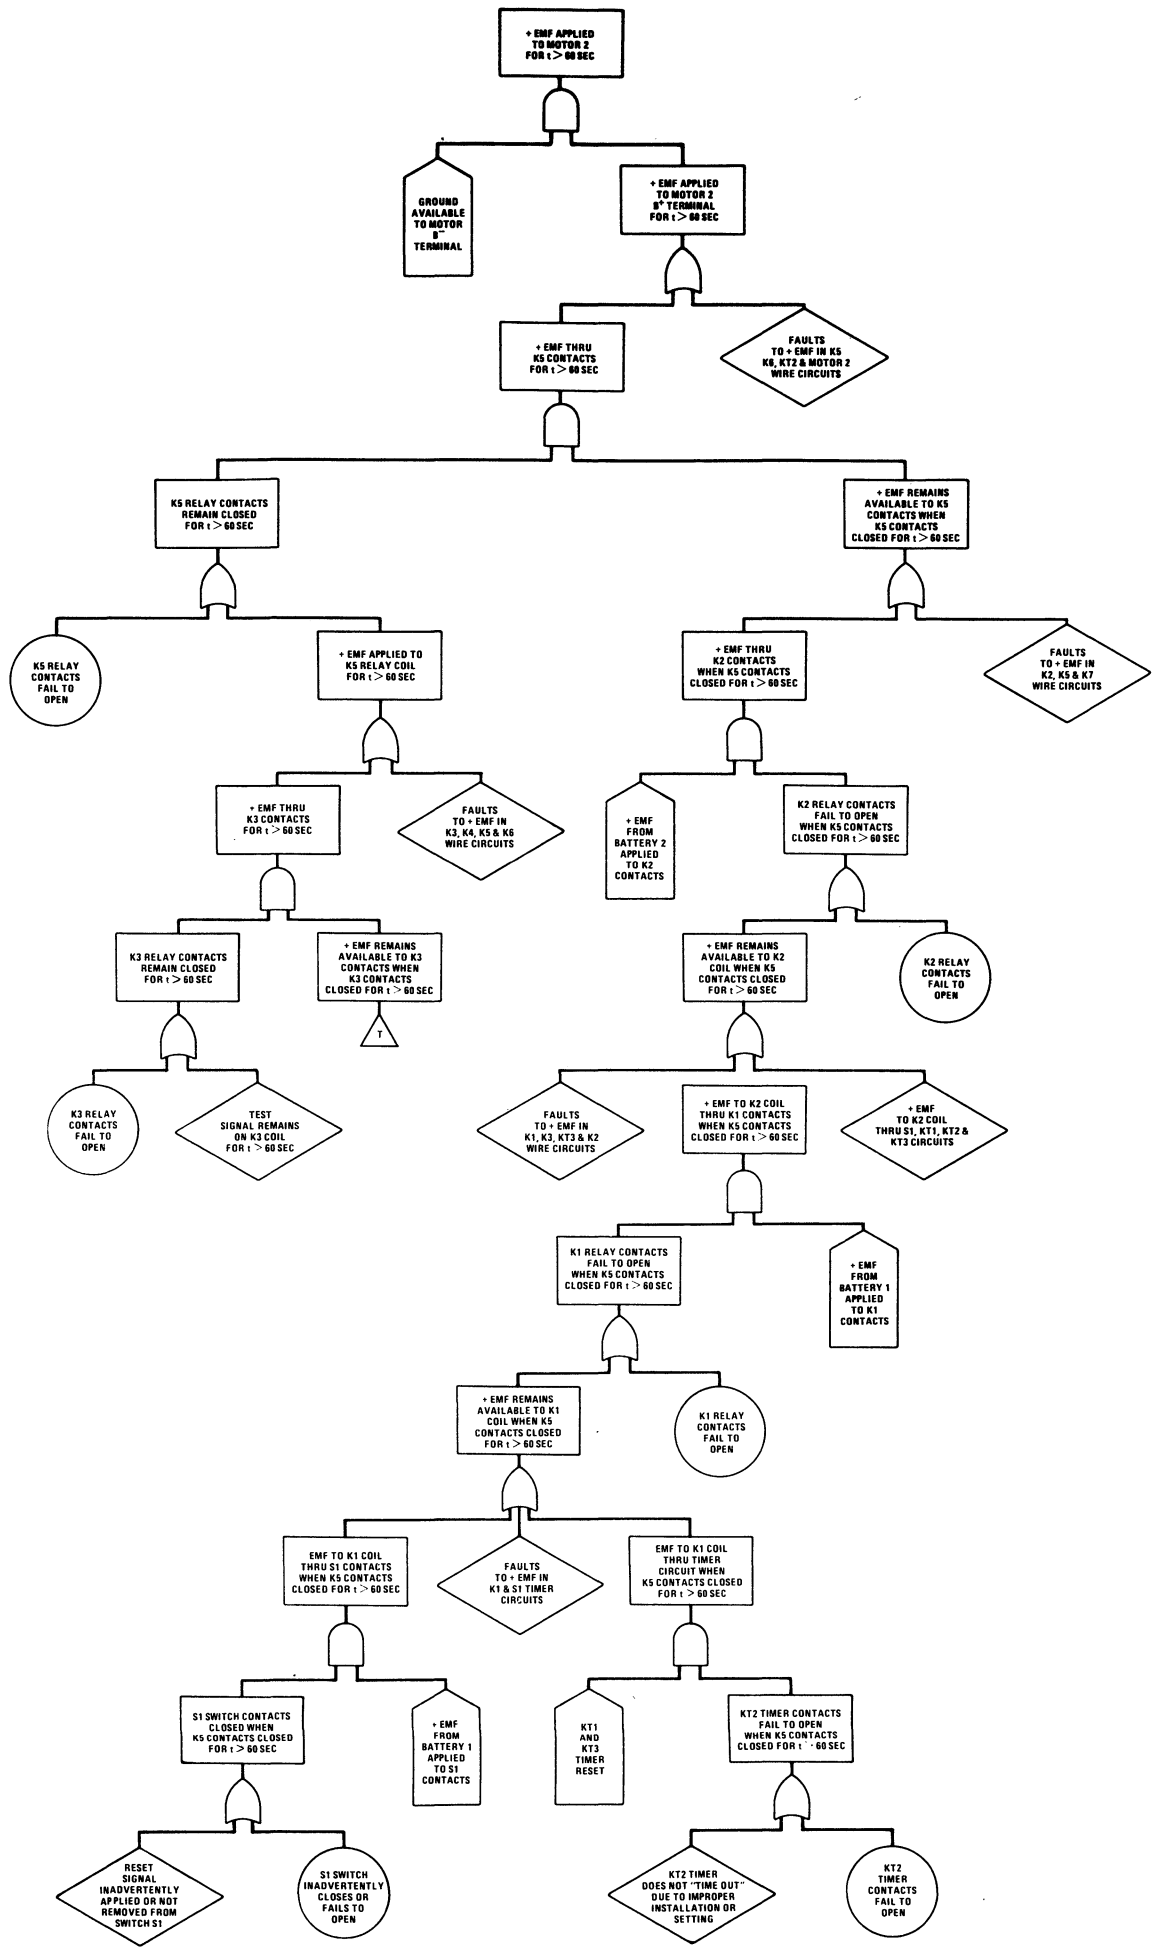 + EMF APPLIED
TO MOTOR 2
FOR t > 60 SEC
GROUND
AVAILABLE
TO MOTOR
B−
TERMINAL
+ EMF APPLIED
TO MOTOR 2
B+ TERMINAL
FOR t > 60 SEC
+ EMF THRU
K5 CONTACTS
FOR t > 60 SEC
FAULTS
TO + EMF IN K5
K6, KT2 & MOTOR 2
WIRE CIRCUITS
K5 RELAY CONTACTS
REMAIN CLOSED
FOR t > 60 SEC
+ EMF REMAINS
AVAILABLE TO K5
CONTACTS WHEN
K5 CONTACTS
CLOSED FOR t > 60 SEC
K5 RELAY
CONTACTS
FAIL TO
OPEN
+ EMF APPLIED TO
K5 RELAY COIL
FOR t > 60 SEC
+ EMF THRU
K2 CONTACTS
WHEN K5 CONTACTS
CLOSED FOR t > 60 SEC
FAULTS
TO + EMF IN
K2, K5 & K7
WIRE CIRCUITS
+ EMF THRU
K3 CONTACTS
FOR t > 60 SEC
FAULTS
TO + EMF IN
K3, K4, K5 & K6
WIRE CIRCUITS
+ EMF
FROM
BATTERY 2
APPLIED
TO K2
CONTACTS
K2 RELAY CONTACTS
FAIL TO OPEN
WHEN K5 CONTACTS
CLOSED FOR t > 60 SEC
K3 RELAY CONTACTS
REMAIN CLOSED
FOR t > 60 SEC
+ EMF REMAINS
AVAILABLE TO K3
CONTACTS WHEN
K3 CONTACTS
CLOSED FOR t > 60 SEC
T
+ EMF REMAINS
AVAILABLE TO K2
COIL WHEN K5
CONTACTS CLOSED
FOR t > 60 SEC
K2 RELAY
CONTACTS
FAIL TO
OPEN
K3 RELAY
CONTACTS
FAIL TO
OPEN
TEST
SIGNAL REMAINS
ON K3 COIL
FOR t > 60 SEC
FAULTS
TO + EMF IN
K1, K3, KT3 & K2
WIRE CIRCUITS
+ EMF TO K2 COIL
THRU K1 CONTACTS
WHEN K5 CONTACTS
CLOSED FOR t > 60 SEC
+ EMF
TO K2 COIL
THRU S1, KT1, KT2 &
KT3 CIRCUITS
K1 RELAY CONTACTS
FAIL TO OPEN
WHEN K5 CONTACTS
CLOSED FOR t > 60 SEC
+ EMF
FROM
BATTERY 1
APPLIED
TO K1
CONTACTS
+ EMF REMAINS
AVAILABLE TO K1
COIL WHEN K5
CONTACTS CLOSED
FOR t > 60 SEC
K1 RELAY
CONTACTS
FAIL TO
OPEN
EMF TO K1 COIL
THRU S1 CONTACTS
WHEN K5 CONTACTS
CLOSED FOR t > 60 SEC
FAULTS
TO + EMF IN
K1 & S1 TIMER
CIRCUITS
EMF TO K1 COIL
THRU TIMER
CIRCUIT WHEN
K5 CONTACTS CLOSED
FOR t > 60 SEC
S1 SWITCH CONTACTS
CLOSED WHEN
K5 CONTACTS CLOSED
FOR t > 60 SEC
+ EMF
FROM
BATTERY 1
APPLIED
TO S1
CONTACTS
KT1
AND
KT3
TIMER
RESET
KT2 TIMER CONTACTS
FAIL TO OPEN
WHEN K5 CONTACTS
CLOSED FOR t 60 SEC
RESET
SIGNAL
INADVERTENTLY
APPLIED OR NOT
REMOVED FROM
SWITCH S1
S1 SWITCH
INADVERTENTLY
CLOSES OR
FAILS TO
OPEN
KT2 TIMER
DOES NOT "TIME OUT"
DUE TO IMPROPER
INSTALLATION OR
SETTING
KT2
TIMER
CONTACTS
FAIL TO
OPEN